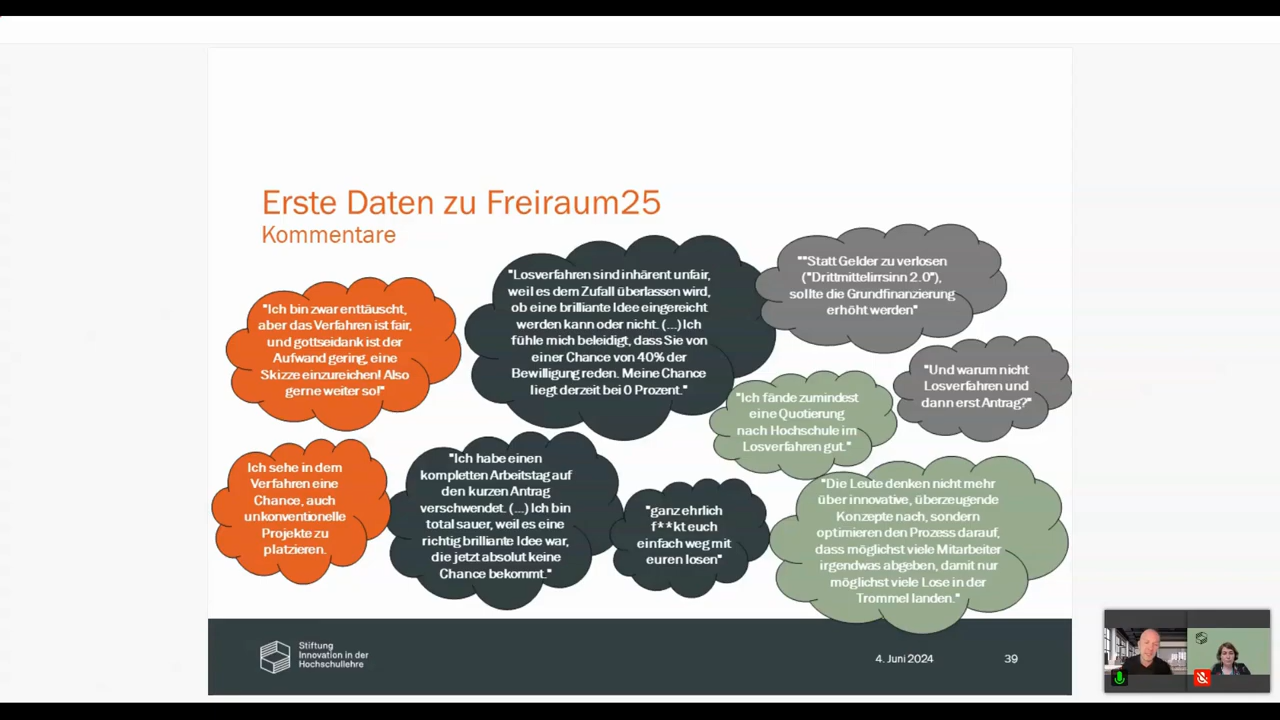 Erste Daten zu Freiraum25
Kommentare
"Ich bin zwar enttäuscht,
aber das Verfahren ist fair,
und gottseidank ist der
Aufwand gering, eine
Skizze einzureichen! Also
gerne weiter so!"
"Losverfahren sind inhärent unfair,
weil es dem Zufall überlassen wird,
ob eine brilliante Idee eingereicht
werden kann oder nicht. (...) Ich
fühle mich beleidigt, dass Sie von
einer Chance von 40% der
Bewilligung reden. Meine Chance
liegt derzeit bei 0 Prozent."
""Statt Gelder zu verlosen
("Drittmittelirrsinn 2.0"),
sollte die Grundfinanzierung
erhöht werden"
"Und warum nicht
Losverfahren und
dann erst Antrag?"
"Ich fände zumindest
eine Quotierung
nach Hochschule im
Losverfahren gut."
Ich sehe in dem
Verfahren eine
Chance, auch
unkonventionelle
Projekte zu
platzieren.
"Ich habe einen
kompletten Arbeitstag auf
den kurzen Antrag
verschwendet. (...) Ich bin
total sauer, weil es eine
richtig brilliante Idee war,
die jetzt absolut keine
Chance bekommt."
"ganz ehrlich
f**kt euch
einfach weg mit
euren losen"
"Die Leute denken nicht mehr
über innovative, überzeugende
Konzepte nach, sondern
optimieren den Prozess darauf,
dass möglichst viele Mitarbeiter
irgendwas abgeben, damit nur
möglichst viele Lose in der
Trommel landen."
Stiftung
Innovation in der
Hochschullehre
4. Juni 2024
39